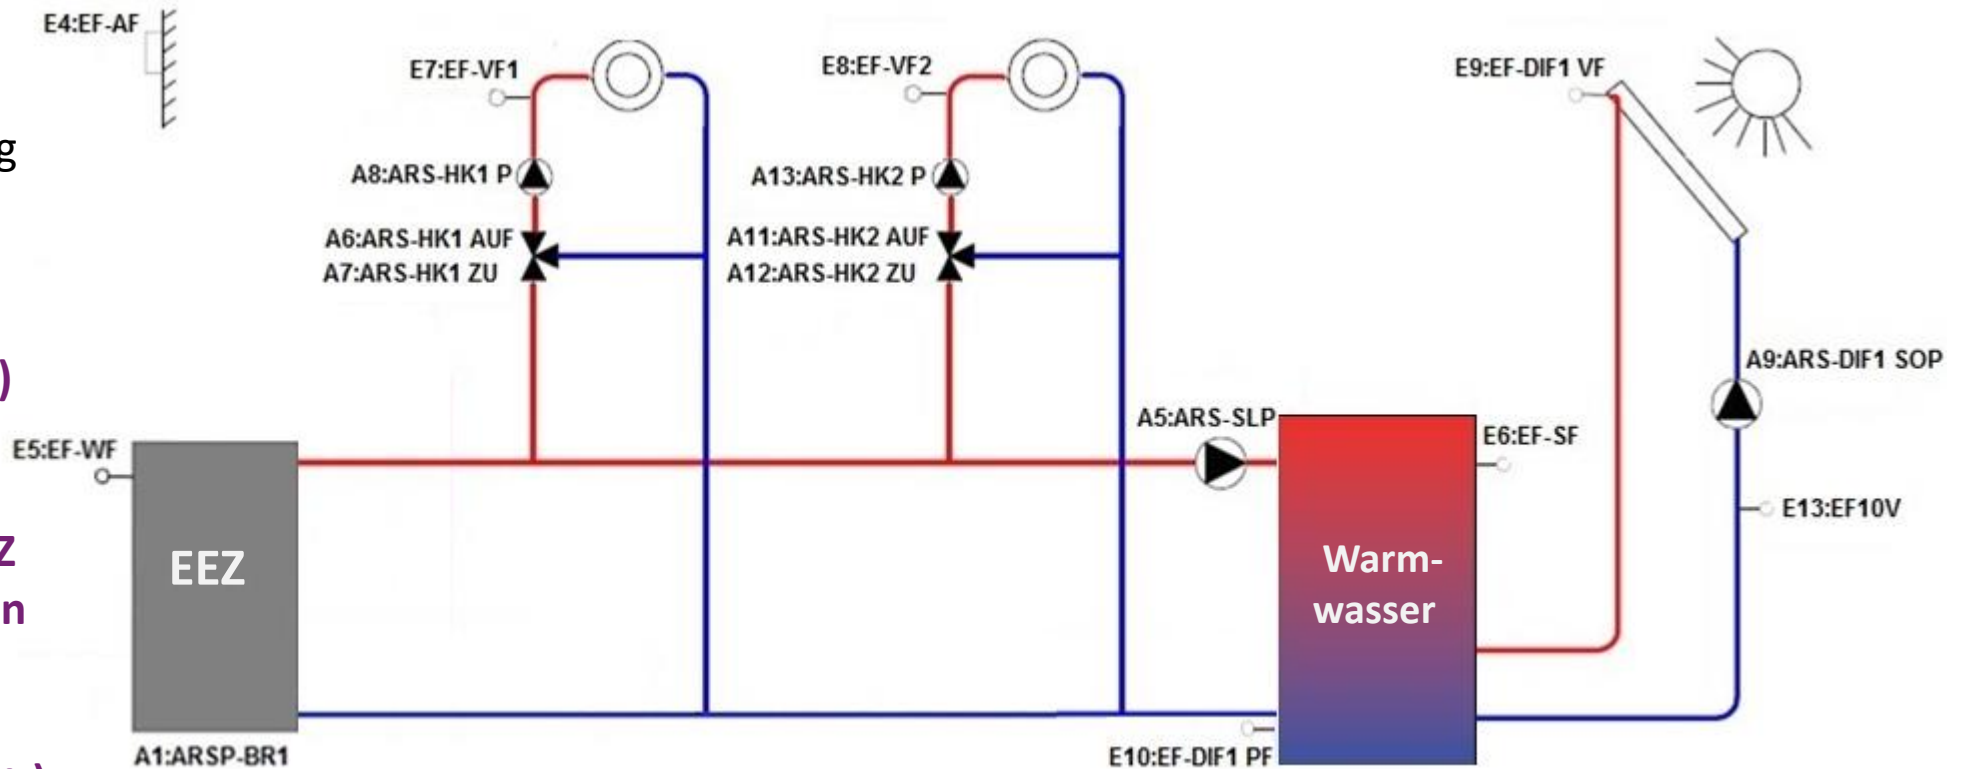 E4:EF-AF
E7:EF-VF1
E8:EF-VF2
E9:EF-DIF1 VF
g
A8:ARS-HK1 P
A13:ARS-HK2 P
A6:ARS-HK1 AUF
A7:ARS-HK1 ZU
A11:ARS-HK2 AUF
A12:ARS-HK2 ZU
A9:ARS-DIF1 SOP
)
A5:ARS-SLP
E5:EF-WF
E6:EF-SF
E13:EF10V
Z
n
EEZ
Warm-
wasser
A1:ARSP-BR1
E10:EF-DIF1 PF